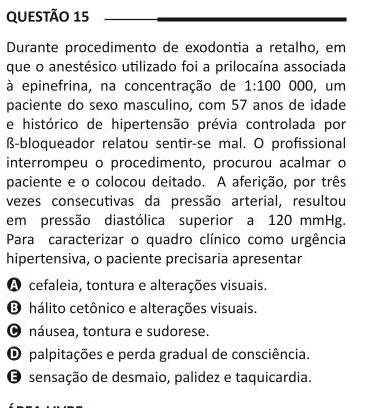 QUESTÃO 15
Durante procedimento de exodontia a retalho, em
que o anestésico utilizado foi a prilocaína associada
à epinefrina, na concentração de 1:100 000, um
paciente do sexo masculino, com 57 anos de idade
e histórico de hipertensão prévia controlada por
ß-bloqueador relatou sentir-se mal. O profissional
interrompeu o procedimento, procurou acalmar o
paciente e o colocou deitado. A aferição, por três
vezes consecutivas da pressão arterial, resultou
em pressão diastólica superior a 120 mmHg.
Para caracterizar o quadro clínico como urgência
hipertensiva, o paciente precisaria apresentar
A cefaleia, tontura e alterações visuais.
B hálito cetônico e alterações visuais.
C náusea, tontura e sudorese.
D palpitações e perda gradual de consciência.
E sensação de desmaio, palidez e taquicardia.